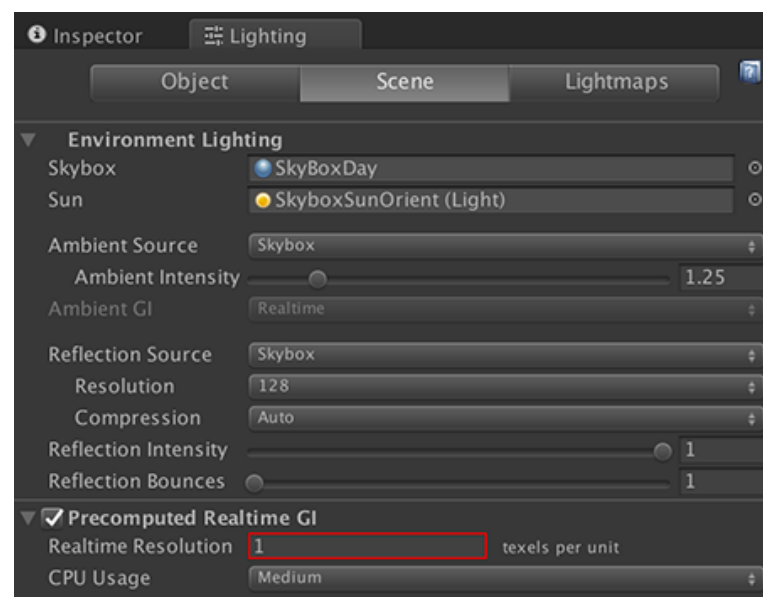 Inspector Lighting
Object Scene Lightmaps
Environment Lighting
Skybox SkyBoxDay
Sun SkyboxSunOrient (Light)
Ambient Source Skybox
Ambient Intensity 1.25
Ambient GI Realtime
Reflection Source Skybox
Resolution 128
Compression Auto
Reflection Intensity 1
Reflection Bounces 1
Precomputed Realtime GI
Realtime Resolution 1 texels per unit
CPU Usage Medium